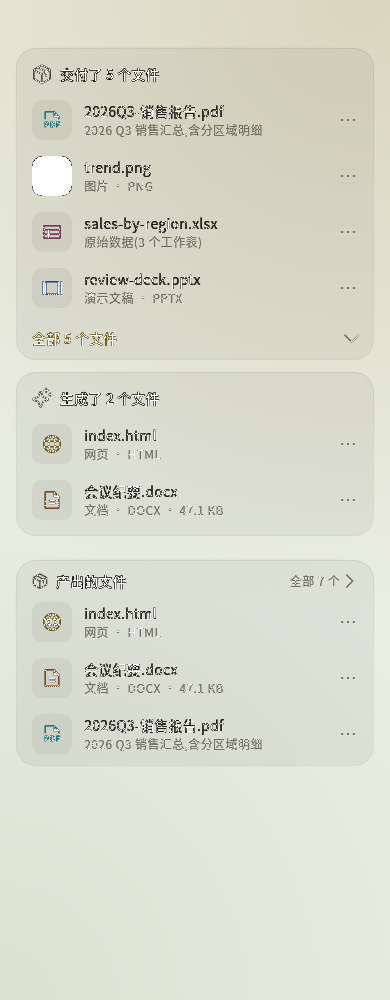 交付了 5 个文件
2026Q3-销售报告.pdf
2026 Q3 销售汇总,含分区域明细
trend.png
图片 · PNG
sales-by-region.xlsx
原始数据(3 个工作表)
review-deck.pptx
演示文稿 · PPTX
全部 5 个文件
生成了 2 个文件
index.html
网页 · HTML
会议纪要.docx
文档 · DOCX · 47.1 KB
产出的文件
全部 7 个
index.html
网页 · HTML
会议纪要.docx
文档 · DOCX · 47.1 KB
2026Q3-销售报告.pdf
2026 Q3 销售汇总,含分区域明细